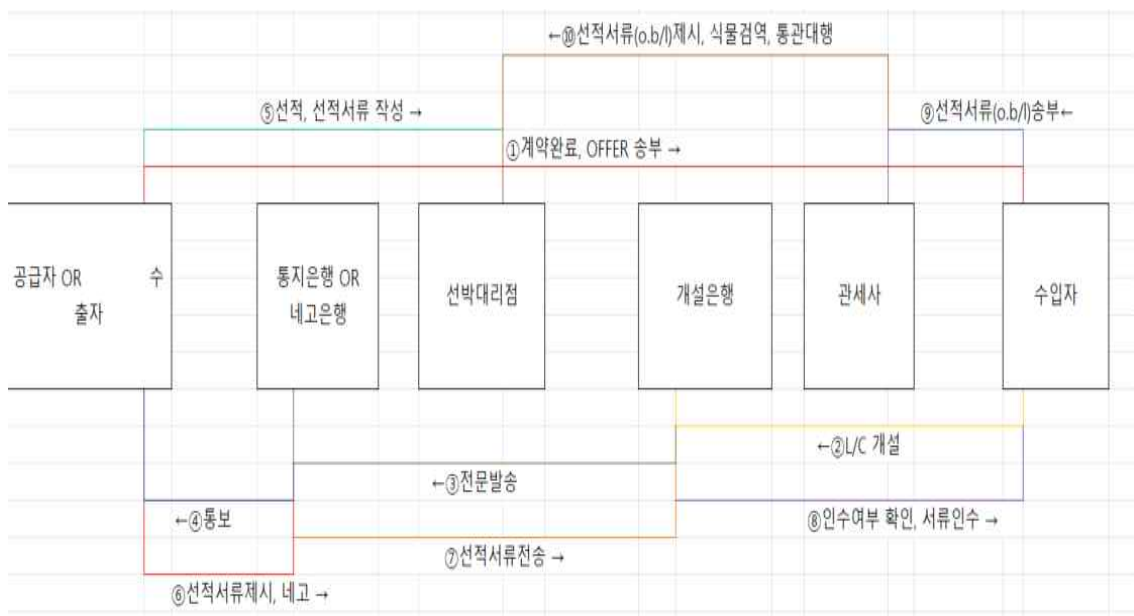 ←⑩선적서류(o.b/l)제시, 식물검역, 통관대행
⑤선적, 선적서류 작성 →
⑨선적서류(o.b/l)송부←
①계약완료, OFFER 송부 →
공급자 OR 수
출자
통지은행 OR
네고은행
선박대리점
개설은행
관세사
수입자
←②L/C 개설
←③전문발송
←④통보
⑧인수여부 확인, 서류인수 →
⑦선적서류전송 →
⑥선적서류제시, 네고 →